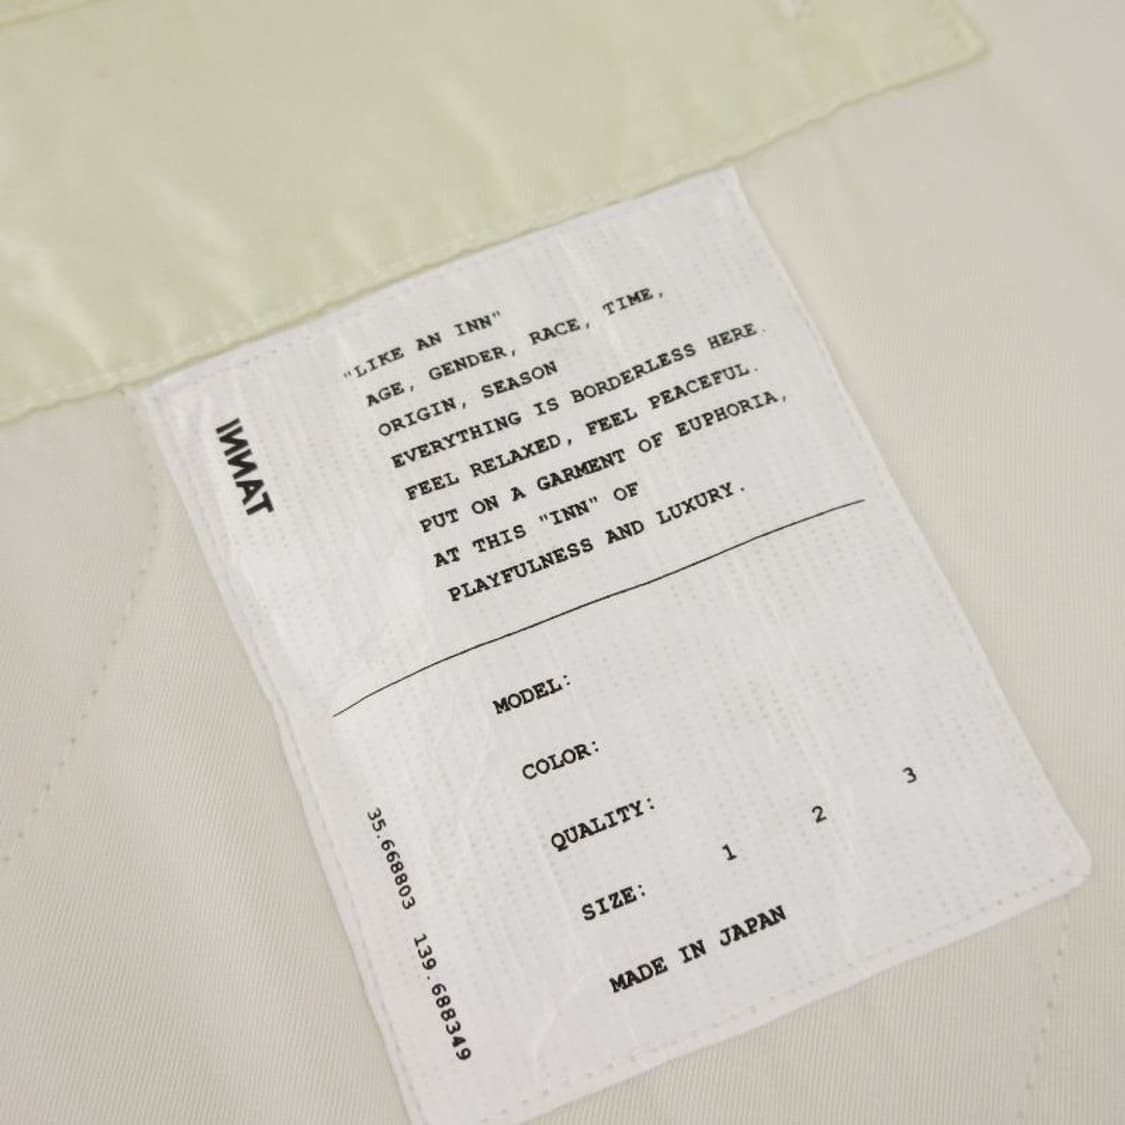 INNAT
"LIKE AN INN"
AGE, GENDER, RACE, TIME,
ORIGIN, SEASON
EVERYTHING IS BORDERLESS HERE.
FEEL RELAXED, FEEL PEACEFUL.
PUT ON A GARMENT OF EUPHORIA,
AT THIS "INN" OF
PLAYFULNESS AND LUXURY.
MODEL:
COLOR:
QUALITY:
SIZE: 1 2 3
MADE IN JAPAN
35.668803 139.688349